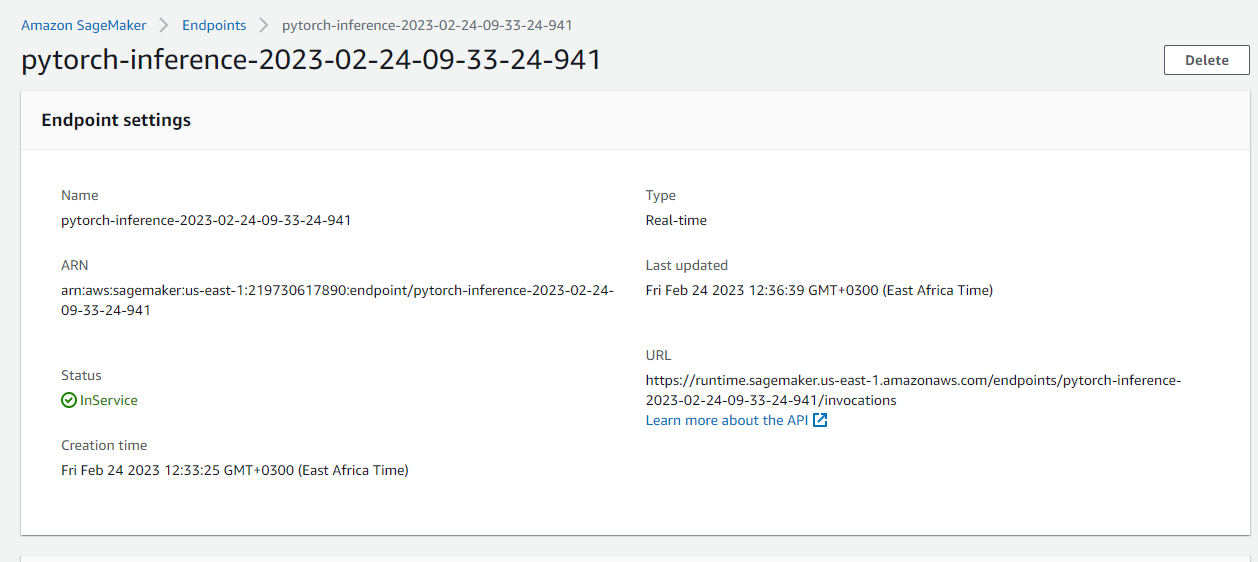 Amazon SageMaker > Endpoints > pytorch-inference-2023-02-24-09-33-24-941
pytorch-inference-2023-02-24-09-33-24-941
Delete
Endpoint settings
Name
pytorch-inference-2023-02-24-09-33-24-941
Type
Real-time
ARN
arn:aws:sagemaker:us-east-1:219730617890:endpoint/pytorch-inference-2023-02-24-
09-33-24-941
Last updated
Fri Feb 24 2023 12:36:39 GMT+0300 (East Africa Time)
Status
InService
URL
https://runtime.sagemaker.us-east-1.amazonaws.com/endpoints/pytorch-inference-
2023-02-24-09-33-24-941/invocations
Learn more about the API
Creation time
Fri Feb 24 2023 12:33:25 GMT+0300 (East Africa Time)